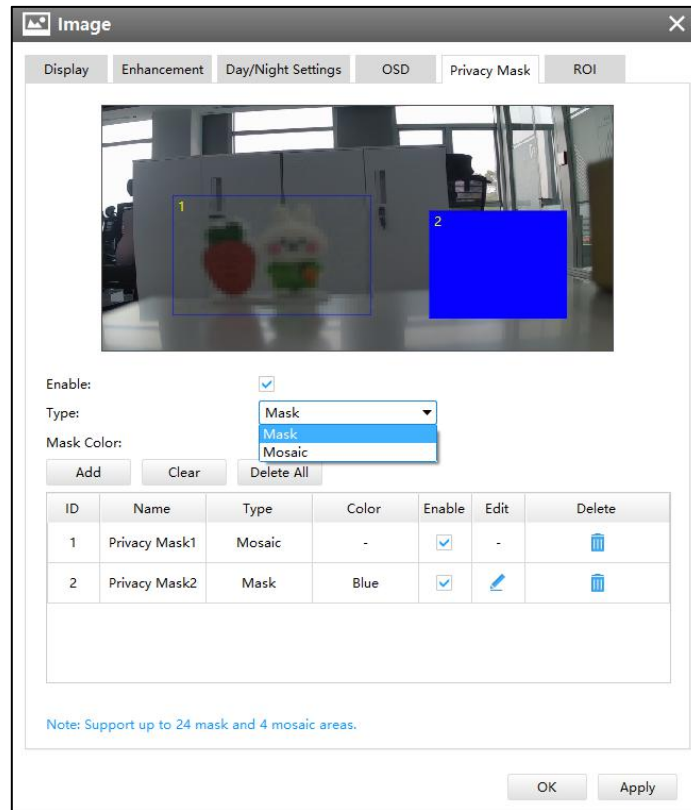 Image
Display Enhancement Day/Night Settings OSD Privacy Mask ROI
1
2
Enable:
Type: Mask
Mask
Mosaic
Mask Color:
Add Clear Delete All
ID Name Type Color Enable Edit Delete
1 Privacy Mask1 Mosaic - -
2 Privacy Mask2 Mask Blue
Note: Support up to 24 mask and 4 mosaic areas.
OK Apply